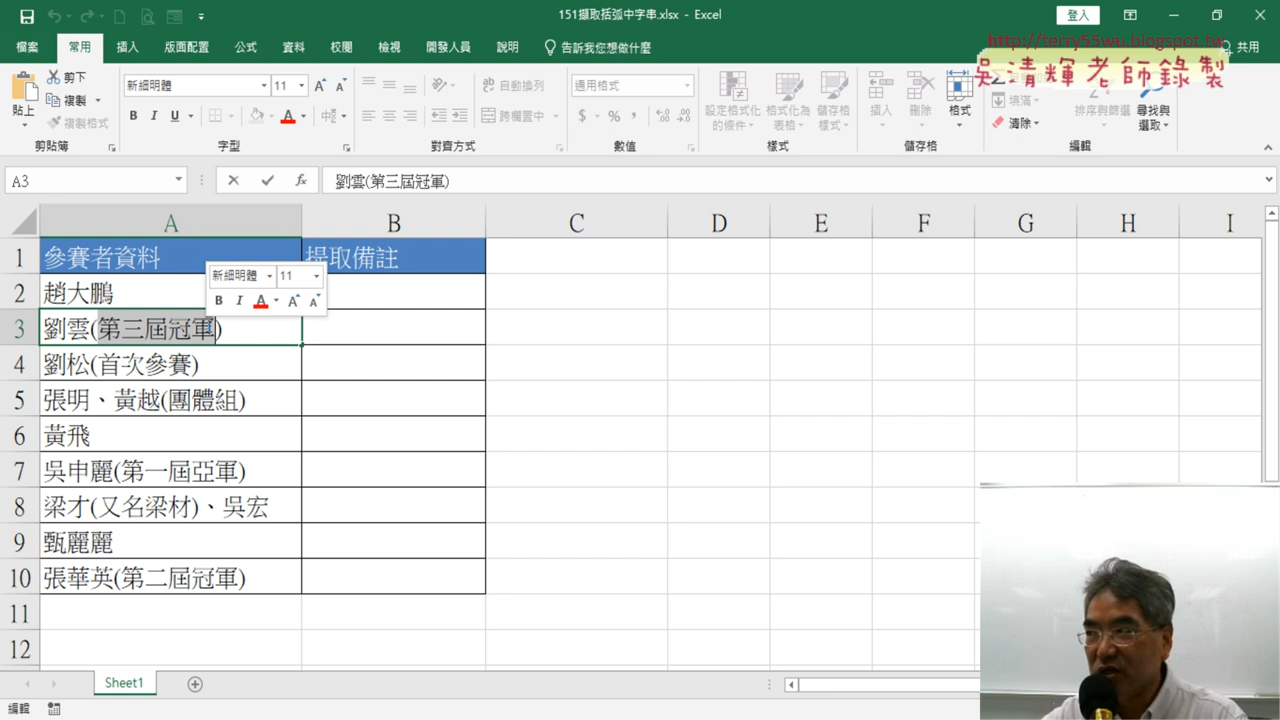 151擷取括弧中字串.xlsx - Excel
登入
檔案 常用 插入 版面配置 公式 資料 校閱 檢視 開發人員 說明 告訴我您想做什麼 共用
http://terry55wu.blogspot.tw
吳清輝老師錄製
貼上 剪下 複製 複製格式 剪貼簿
新細明體 11 B I U A 字型
自動換列 跨欄置中 對齊方式
通用格式 $ % 數值
設定格式化的條件 格式化為表格 儲存格樣式 樣式
插入 刪除 格式 儲存格
填滿 清除 排序與篩選 尋找與選取 編輯
A3 fx 劉雲(第三屆冠軍)
A B C D E F G H I
1 參賽者資料 提取備註
新細明體 11
B I A A A
2 趙大鵬
3 劉雲(第三屆冠軍)
4 劉松(首次參賽)
5 張明、黃越(團體組)
6 黃飛
7 吳申麗(第一屆亞軍)
8 梁才(又名梁材)、吳宏
9 甄麗麗
10 張華英(第二屆冠軍)
11
12
Sheet1
編輯